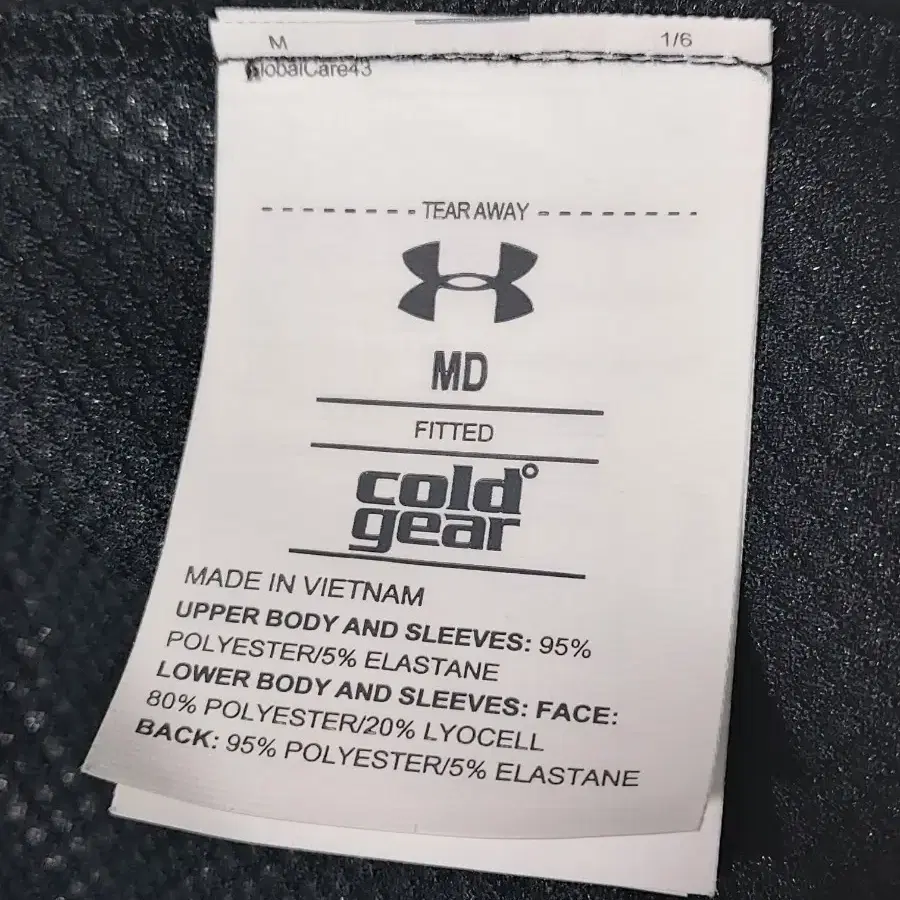 M 1/6
GlobalCare43
TEAR AWAY
MD
FITTED
cold°
gear
MADE IN VIETNAM
UPPER BODY AND SLEEVES: 95%
POLYESTER/5% ELASTANE
LOWER BODY AND SLEEVES: FACE:
80% POLYESTER/20% LYOCELL
BACK: 95% POLYESTER/5% ELASTANE